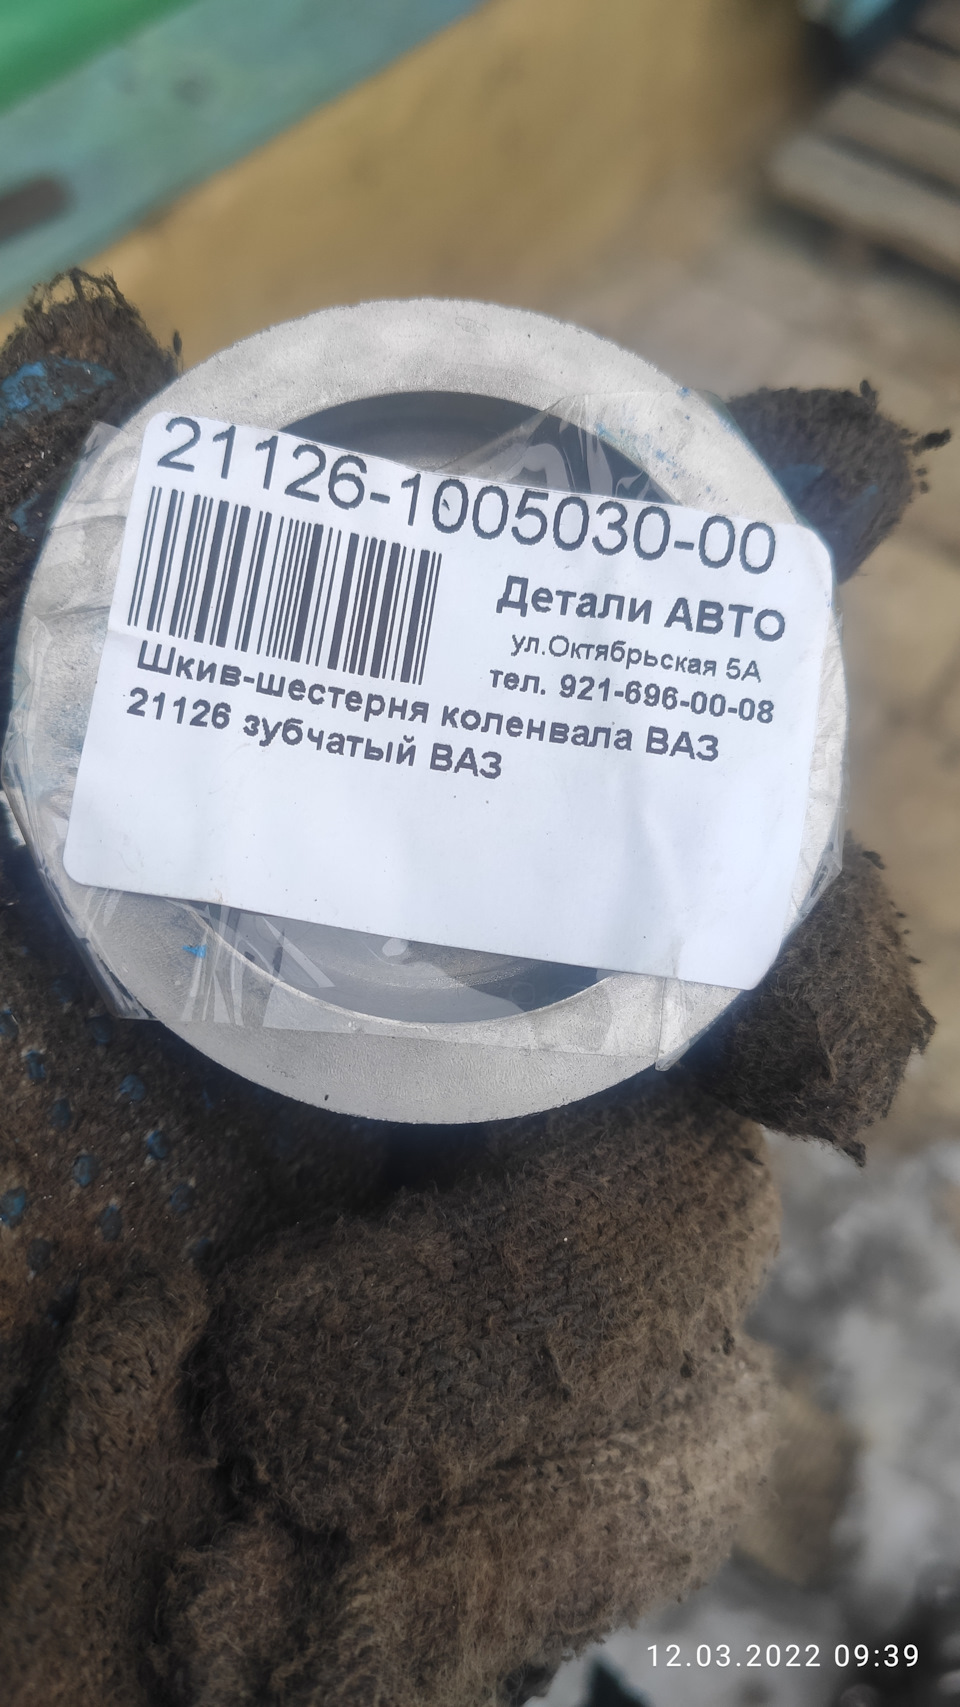 21126-1005030-00
Детали АВТО
ул.Октябрьская 5А
тел. 921-696-00-08
Шкив-шестерня коленвала ВАЗ
21126 зубчатый ВАЗ
12.03.2022 09:39